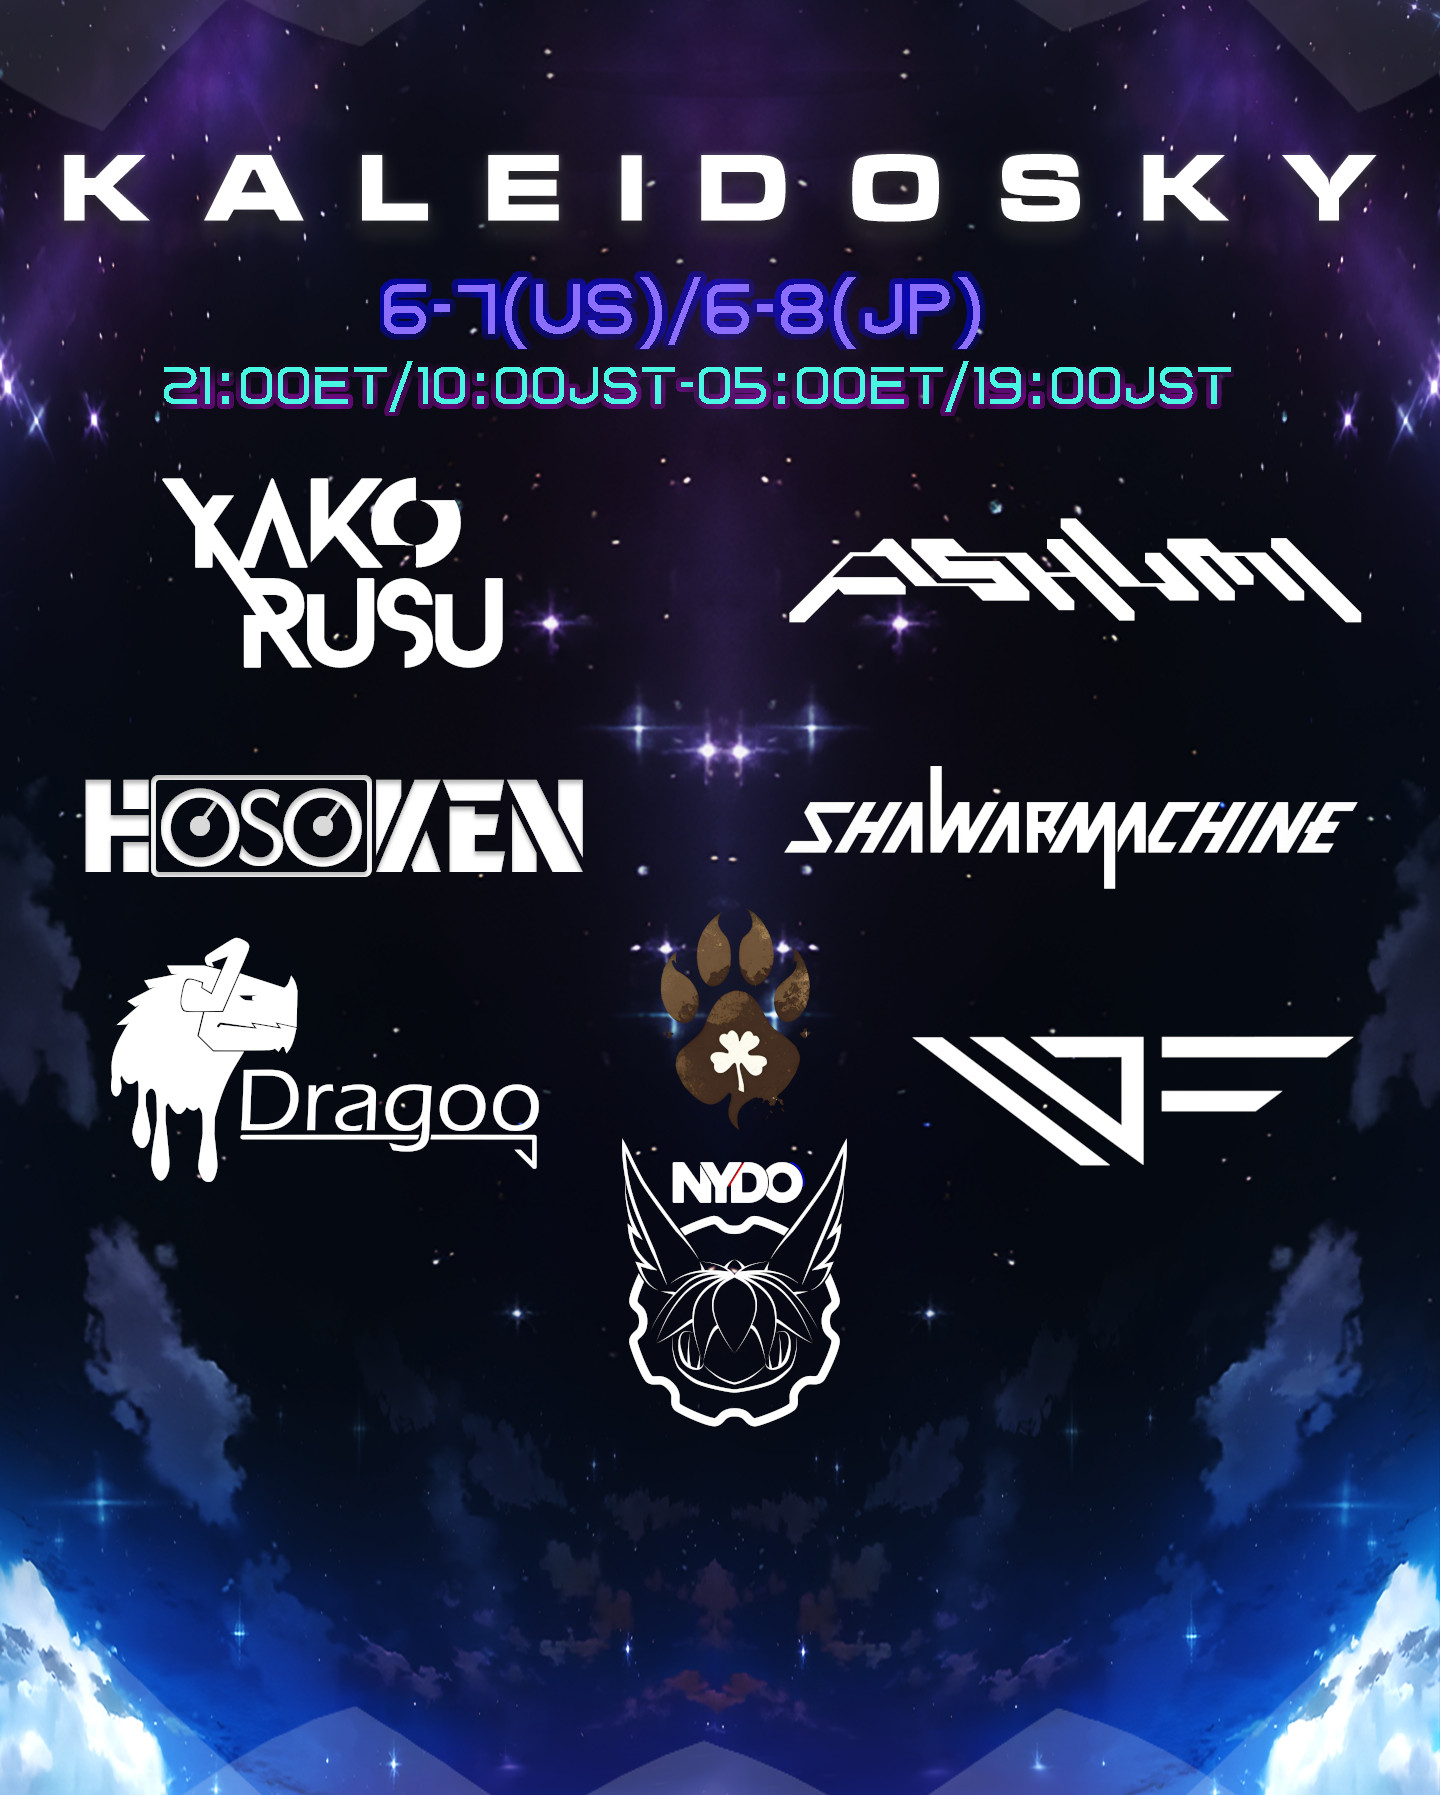 KALEIDOSKY
6-7(US)/6-8(JP)
21:00ET/10:00JST-05:00ET/19:00JST
YAKO
RUSU
ASHUMI
HOSOKEN
SHAWARMACHINE
Dragoo
NYDO